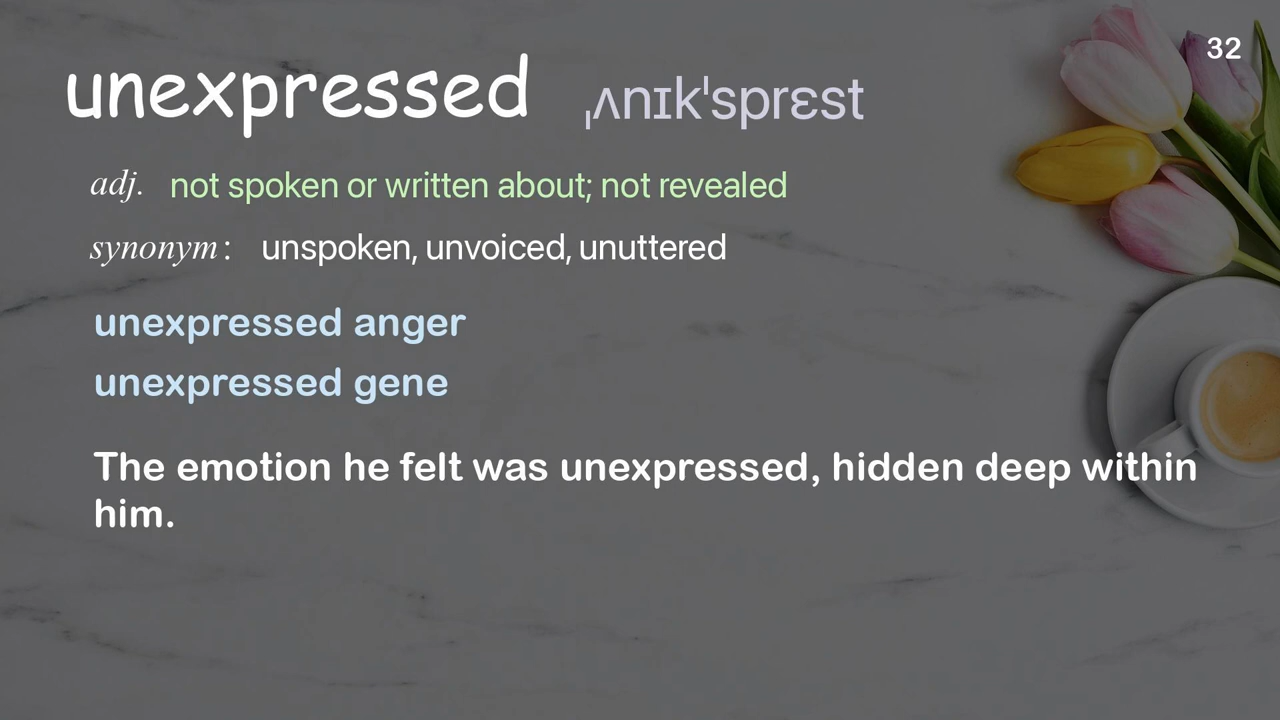 32
unexpressed ˌʌnɪkˈsprɛst
adj. not spoken or written about; not revealed
synonym: unspoken, unvoiced, unuttered
unexpressed anger
unexpressed gene
The emotion he felt was unexpressed, hidden deep within
him.